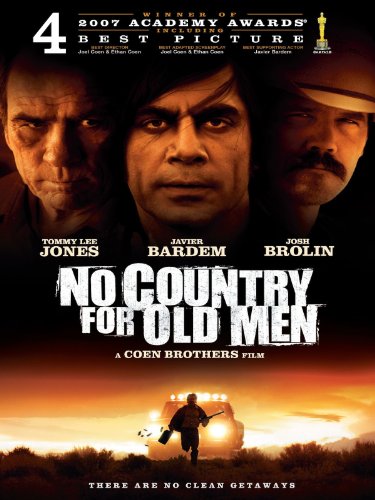 4
WINNER OF
2007 ACADEMY AWARDS®
INCLUDING
BEST PICTURE
BEST DIRECTOR
Joel Coen & Ethan Coen
BEST ADAPTED SCREENPLAY
Joel Coen & Ethan Coen
BEST SUPPORTING ACTOR
Javier Bardem
TOMMY LEE
JONES
JAVIER
BARDEM
JOSH
BROLIN
NO COUNTRY
FOR OLD MEN
A COEN BROTHERS FILM
THERE ARE NO CLEAN GETAWAYS